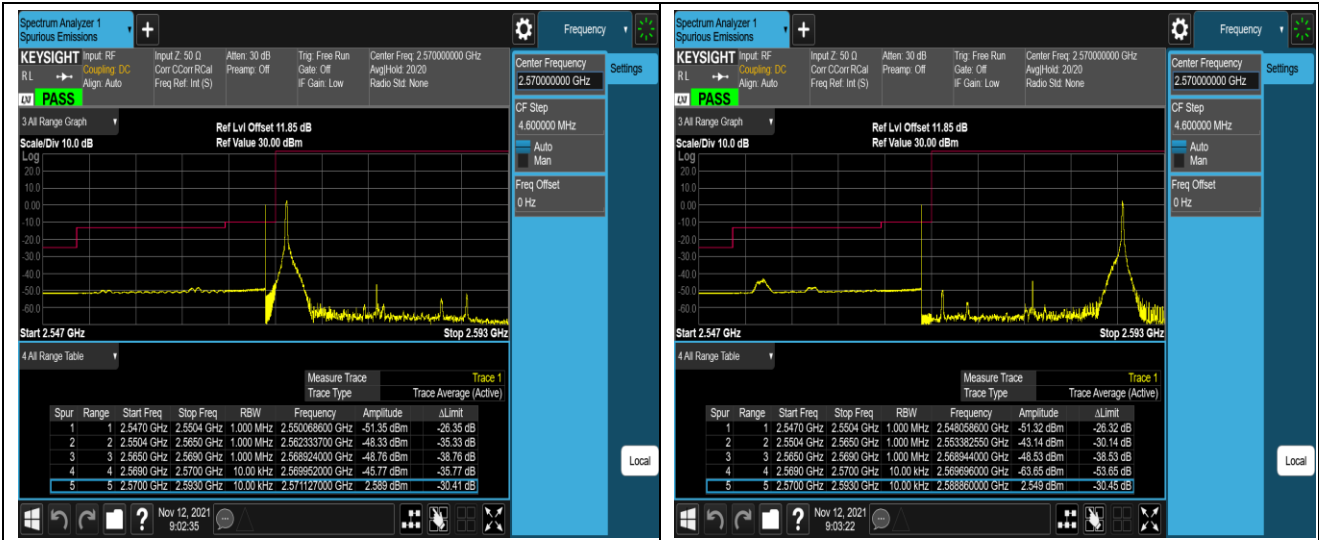 Spectrum Analyzer 1
Spurious Emissions
+
Frequency
KEYSIGHT Input: RF Input Z: 50 Ω Atten: 30 dB Trig: Free Run Center Freq: 2.570000000 GHz
RL Coupling: DC Corr CCorr RCal Preamp: Off Gate: Off Avg|Hold: 20/20
Align: Auto Freq Ref: Int (S) IF Gain: Low Radio Std: None
LXI PASS
Center Frequency
2.570000000 GHz
Settings
CF Step
4.600000 MHz
Auto
Man
Freq Offset
0 Hz
Local
3 All Range Graph
Ref Lvl Offset 11.85 dB
Scale/Div 10.0 dB Ref Value 30.00 dBm
Log
20.0
10.0
0.00
-10.0
-20.0
-30.0
-40.0
-50.0
-60.0
Start 2.547 GHz Stop 2.593 GHz
4 All Range Table
Measure Trace Trace 1
Trace Type Trace Average (Active)
Spur Range Start Freq Stop Freq RBW Frequency Amplitude ΔLimit
1 1 2.5470 GHz 2.5504 GHz 1.000 MHz 2.550068600 GHz -51.35 dBm -26.35 dB
2 2 2.5504 GHz 2.5650 GHz 1.000 MHz 2.562333700 GHz -48.33 dBm -35.33 dB
3 3 2.5650 GHz 2.5690 GHz 1.000 MHz 2.568924000 GHz -48.76 dBm -38.76 dB
4 4 2.5690 GHz 2.5700 GHz 10.00 kHz 2.569952000 GHz -45.77 dBm -35.77 dB
5 5 2.5700 GHz 2.5930 GHz 10.00 kHz 2.571127000 GHz 2.589 dBm -30.41 dB
? Nov 12, 2021
9:02:35
Spectrum Analyzer 1
Spurious Emissions
+
Frequency
KEYSIGHT Input: RF Input Z: 50 Ω Atten: 30 dB Trig: Free Run Center Freq: 2.570000000 GHz
RL Coupling: DC Corr CCorr RCal Preamp: Off Gate: Off Avg|Hold: 20/20
Align: Auto Freq Ref: Int (S) IF Gain: Low Radio Std: None
LXI PASS
Center Frequency
2.570000000 GHz
Settings
CF Step
4.600000 MHz
Auto
Man
Freq Offset
0 Hz
Local
3 All Range Graph
Ref Lvl Offset 11.85 dB
Scale/Div 10.0 dB Ref Value 30.00 dBm
Log
20.0
10.0
0.00
-10.0
-20.0
-30.0
-40.0
-50.0
-60.0
Start 2.547 GHz Stop 2.593 GHz
4 All Range Table
Measure Trace Trace 1
Trace Type Trace Average (Active)
Spur Range Start Freq Stop Freq RBW Frequency Amplitude ΔLimit
1 1 2.5470 GHz 2.5504 GHz 1.000 MHz 2.548058600 GHz -51.32 dBm -26.32 dB
2 2 2.5504 GHz 2.5650 GHz 1.000 MHz 2.553382550 GHz -43.14 dBm -30.14 dB
3 3 2.5650 GHz 2.5690 GHz 1.000 MHz 2.568944000 GHz -48.53 dBm -38.53 dB
4 4 2.5690 GHz 2.5700 GHz 10.00 kHz 2.569696000 GHz -63.65 dBm -53.65 dB
5 5 2.5700 GHz 2.5930 GHz 10.00 kHz 2.588860000 GHz 2.549 dBm -30.45 dB
? Nov 12, 2021
9:03:22